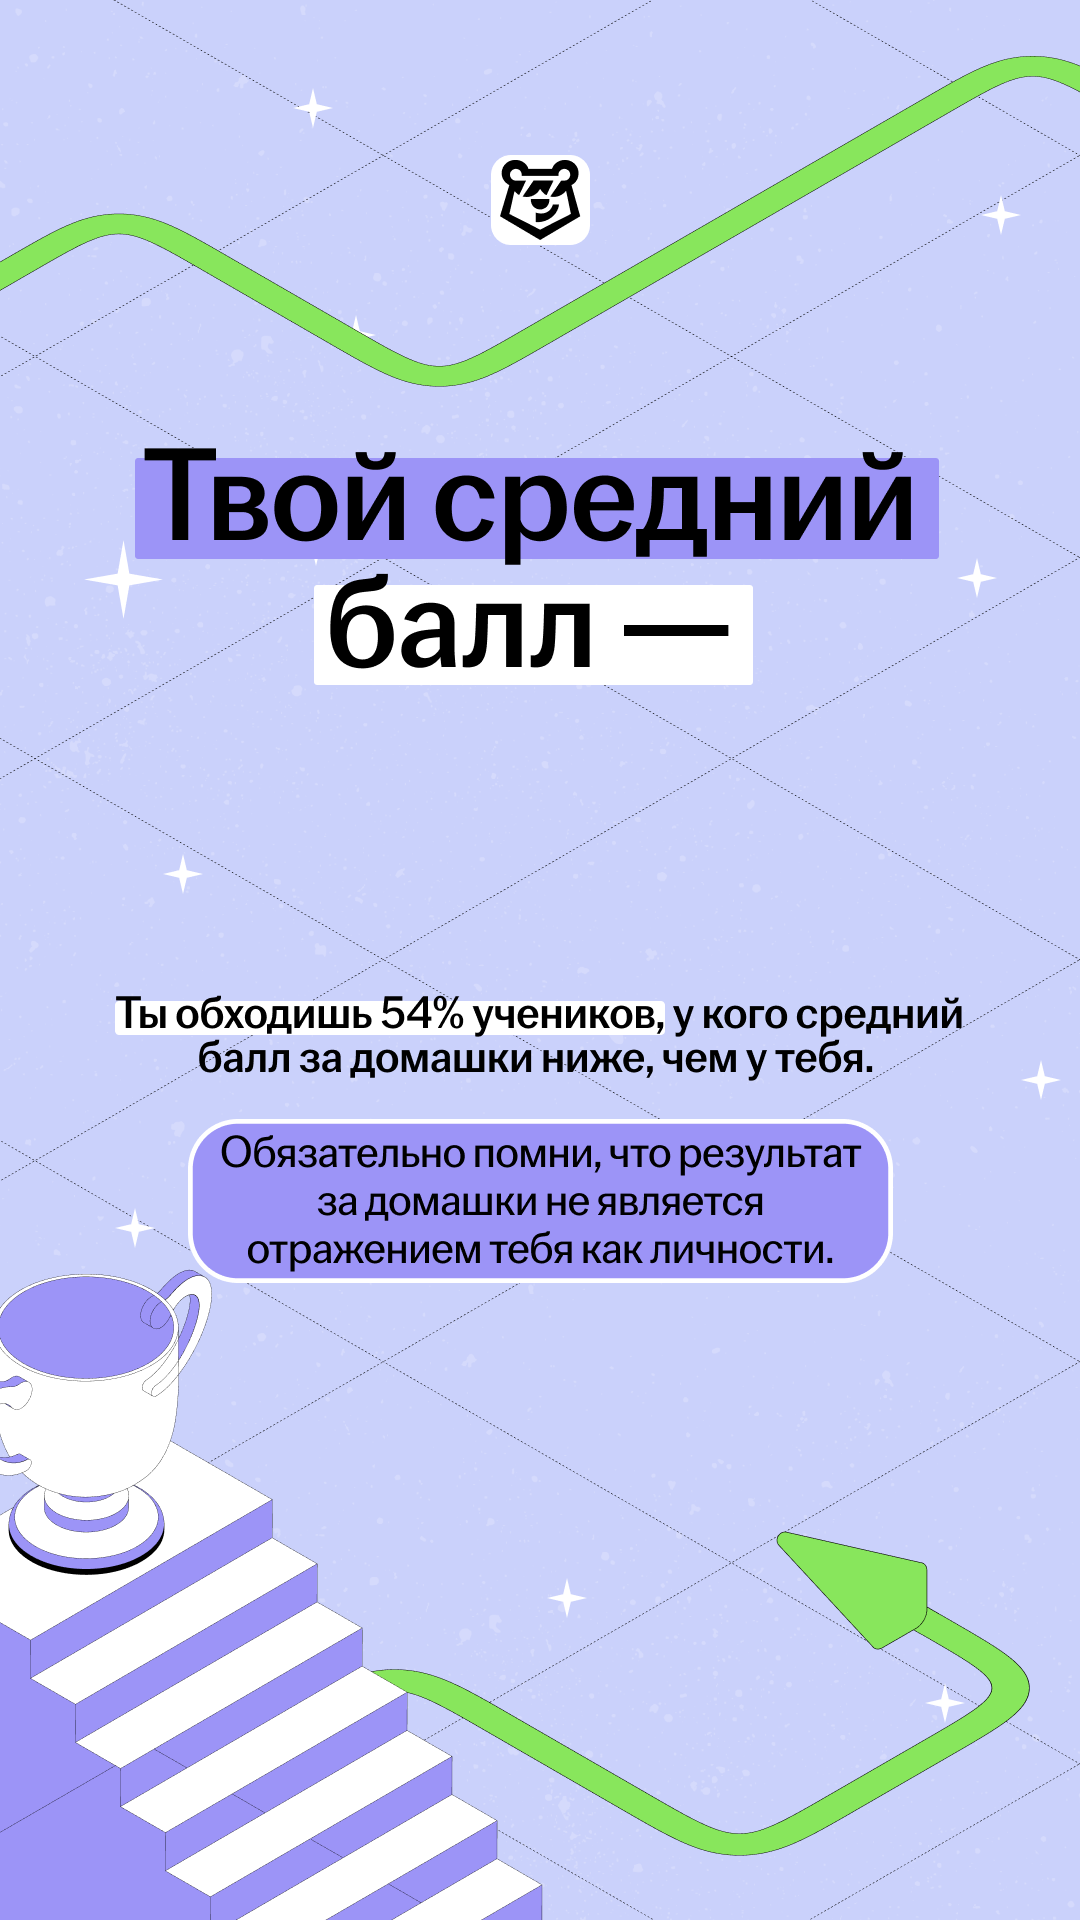 Твой средний
балл —
Ты обходишь 54% учеников, у кого средний
балл за домашки ниже, чем у тебя.
Обязательно помни, что результат
за домашки не является
отражением тебя как личности.